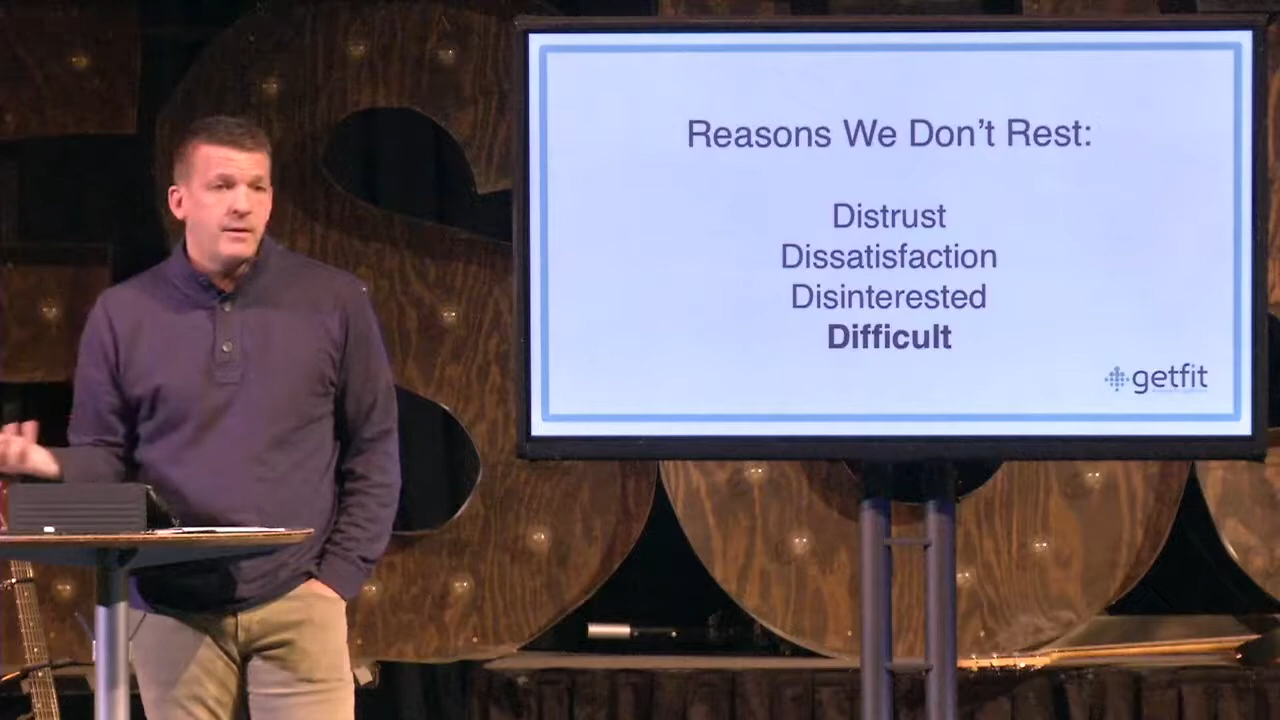 Reasons We Don't Rest:
Distrust
Dissatisfaction
Disinterested
Difficult
getfit